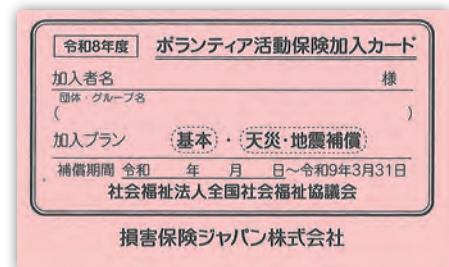 令和8年度 ボランティア活動保険加入カード
加入者名 様
団体・グループ名
( )
加入プラン 基本 ・ 天災・地震補償
補償期間 令和 年 月 日~令和9年3月31日
社会福祉法人全国社会福祉協議会
損害保険ジャパン株式会社